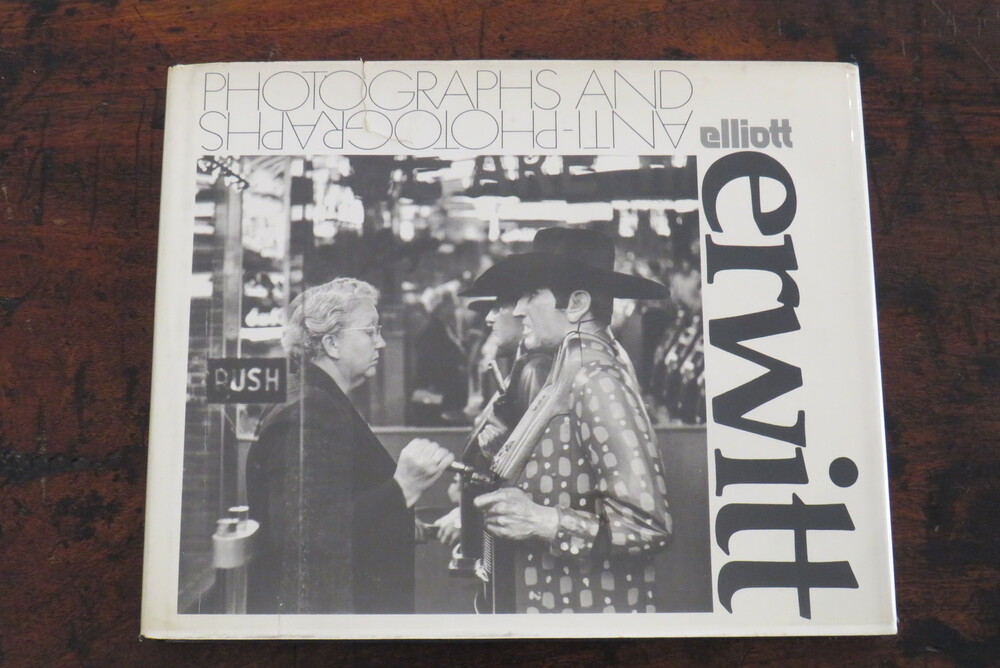 PHOTOGRAPHS AND
ANTI-PHOTOGRAPHS
elliott
erwitt
PUSH